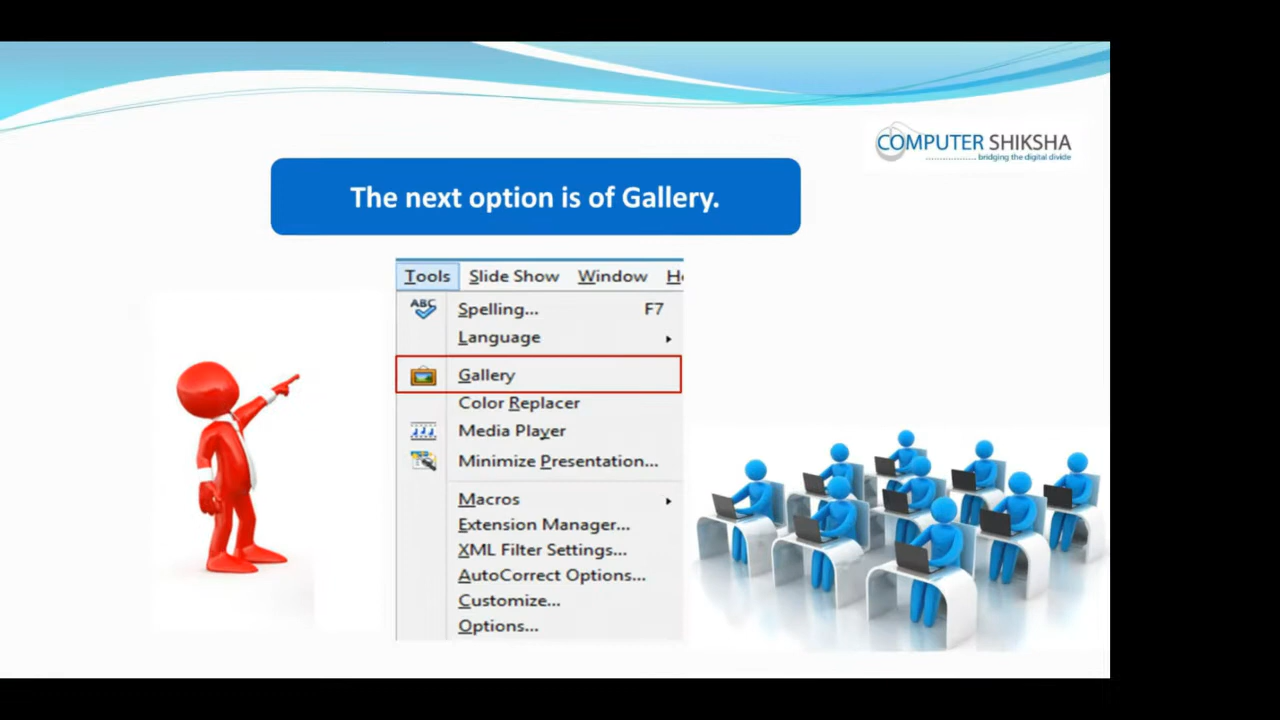 COMPUTER SHIKSHA
bridging the digital divide
The next option is of Gallery.
Tools Slide Show Window
ABC
Spelling... F7
Language
Gallery
Color Replacer
Media Player
Minimize Presentation...
Macros
Extension Manager...
XML Filter Settings...
AutoCorrect Options...
Customize...
Options...